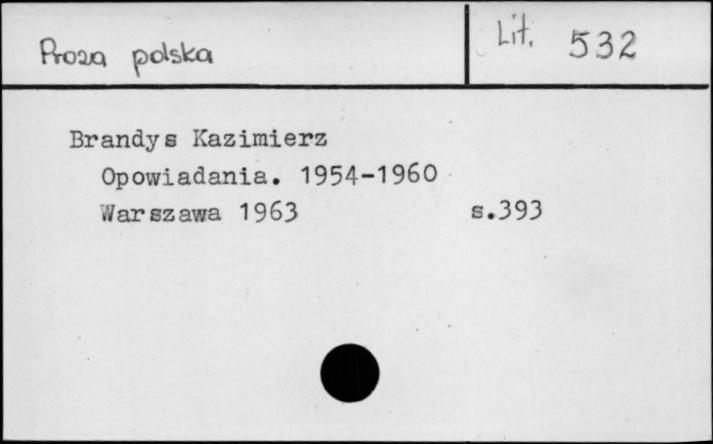 Proza polska
Lit. 532
Brandys Kazimierz
Opowiadania. 1954-1960
Warszawa 1963 s.393